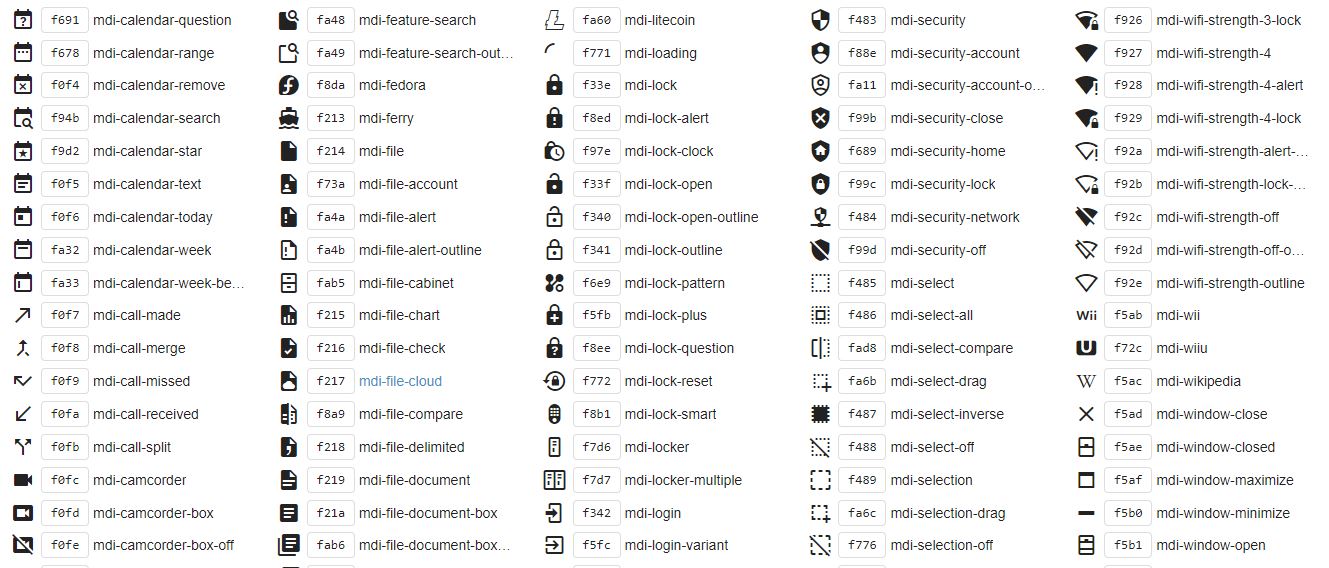 f691 mdi-calendar-question fa48 mdi-feature-search fa60 mdi-litecoin f483 mdi-security f926 mdi-wifi-strength-3-lock
f678 mdi-calendar-range fa49 mdi-feature-search-out... f771 mdi-loading f88e mdi-security-account f927 mdi-wifi-strength-4
f0f4 mdi-calendar-remove f8da mdi-fedora f33e mdi-lock fa11 mdi-security-account-o... f928 mdi-wifi-strength-4-alert
f94b mdi-calendar-search f213 mdi-ferry f8ed mdi-lock-alert f99b mdi-security-close f929 mdi-wifi-strength-4-lock
f9d2 mdi-calendar-star f214 mdi-file f97e mdi-lock-clock f689 mdi-security-home f92a mdi-wifi-strength-alert-...
f0f5 mdi-calendar-text f73a mdi-file-account f33f mdi-lock-open f99c mdi-security-lock f92b mdi-wifi-strength-lock-...
f0f6 mdi-calendar-today fa4a mdi-file-alert f340 mdi-lock-open-outline f484 mdi-security-network f92c mdi-wifi-strength-off
fa32 mdi-calendar-week fa4b mdi-file-alert-outline f341 mdi-lock-outline f99d mdi-security-off f92d mdi-wifi-strength-off-o...
fa33 mdi-calendar-week-be... fab5 mdi-file-cabinet f6e9 mdi-lock-pattern f485 mdi-select f92e mdi-wifi-strength-outline
f0f7 mdi-call-made f215 mdi-file-chart f5fb mdi-lock-plus f486 mdi-select-all Wii f5ab mdi-wii
f0f8 mdi-call-merge f216 mdi-file-check f8ee mdi-lock-question fad8 mdi-select-compare U f72c mdi-wiiu
f0f9 mdi-call-missed f217 mdi-file-cloud f772 mdi-lock-reset fa6b mdi-select-drag W f5ac mdi-wikipedia
f0fa mdi-call-received f8a9 mdi-file-compare f8b1 mdi-lock-smart f487 mdi-select-inverse f5ad mdi-window-close
f0fb mdi-call-split f218 mdi-file-delimited f7d6 mdi-locker f488 mdi-select-off f5ae mdi-window-closed
f0fc mdi-camcorder f219 mdi-file-document f7d7 mdi-locker-multiple f489 mdi-selection f5af mdi-window-maximize
f0fd mdi-camcorder-box f21a mdi-file-document-box f342 mdi-login fa6c mdi-selection-drag f5b0 mdi-window-minimize
f0fe mdi-camcorder-box-off fab6 mdi-file-document-box... f5fc mdi-login-variant f776 mdi-selection-off f5b1 mdi-window-open